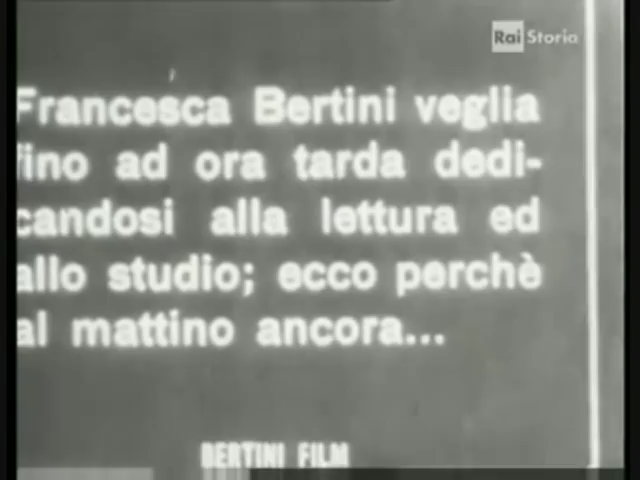 Rai Storia
Francesca Bertini veglia
fino ad ora tarda dedi-
candosi alla lettura ed
allo studio; ecco perchè
al mattino ancora...
BERTINI FILM